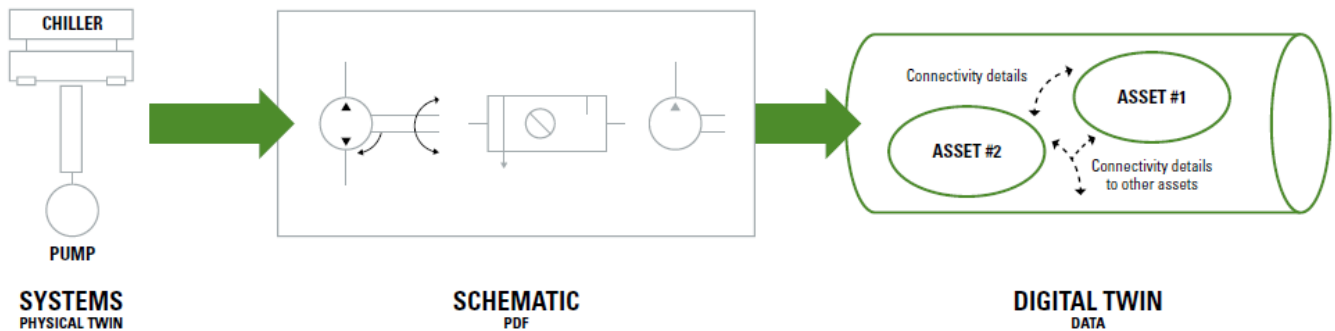 CHILLER
PUMP
SYSTEMS
PHYSICAL TWIN
SCHEMATIC
PDF
Connectivity details
ASSET #1
ASSET #2
Connectivity details
to other assets
DIGITAL TWIN
DATA